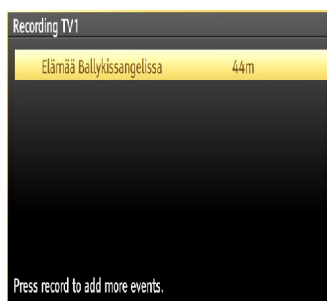 Recording TV1
Elämää Ballykissangelissa 44m
Press record to add more events.